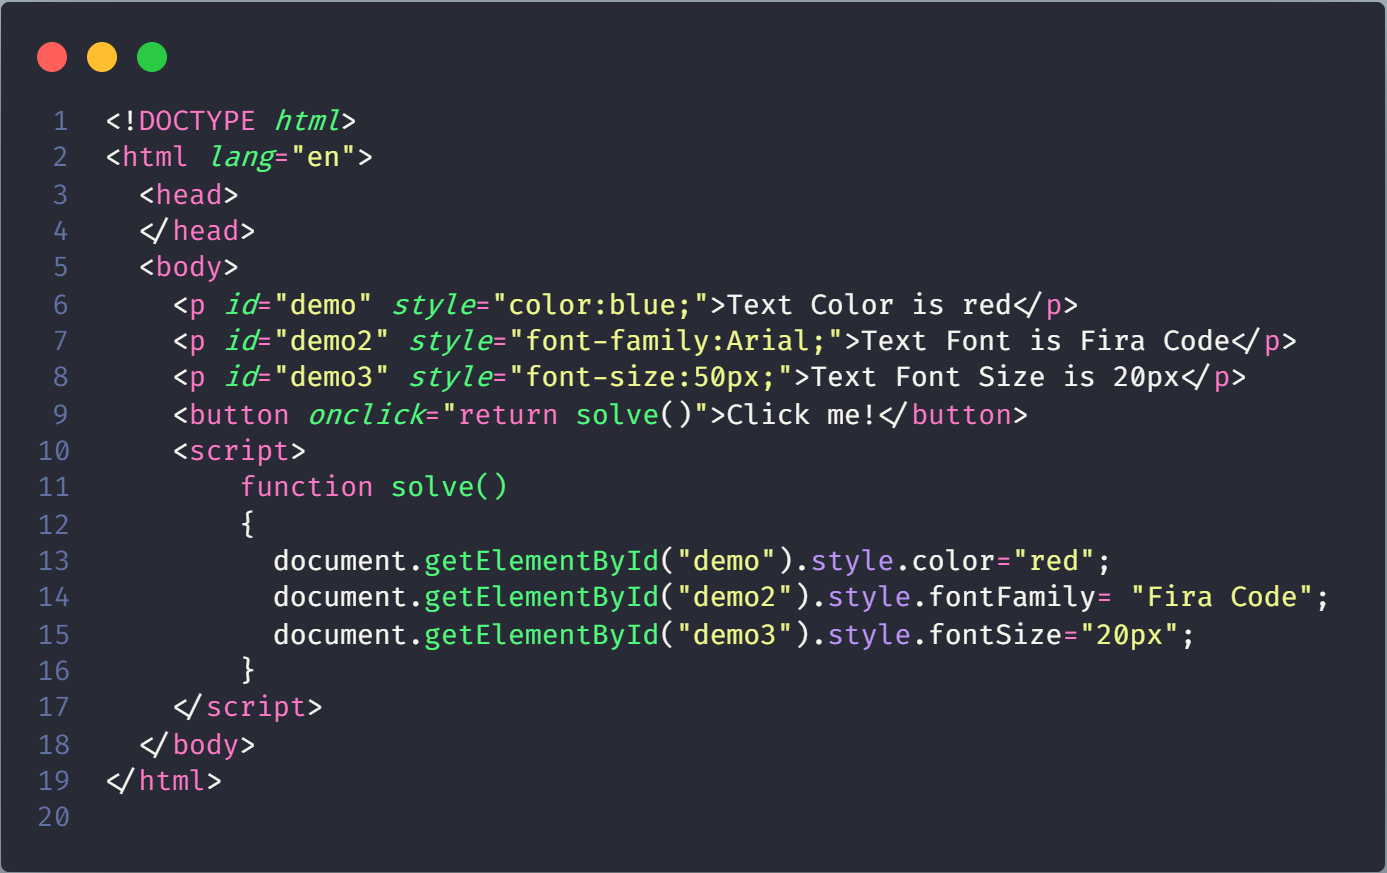 1 <!DOCTYPE html>
2 <html lang="en">
3   <head>
4   </head>
5   <body>
6     <p id="demo" style="color:blue;">Text Color is red</p>
7     <p id="demo2" style="font-family:Arial;">Text Font is Fira Code</p>
8     <p id="demo3" style="font-size:50px;">Text Font Size is 20px</p>
9     <button onclick="return solve()">Click me!</button>
10     <script>
11         function solve()
12         {
13           document.getElementById("demo").style.color="red";
14           document.getElementById("demo2").style.fontFamily= "Fira Code";
15           document.getElementById("demo3").style.fontSize="20px";
16         }
17     </script>
18   </body>
19 </html>
20